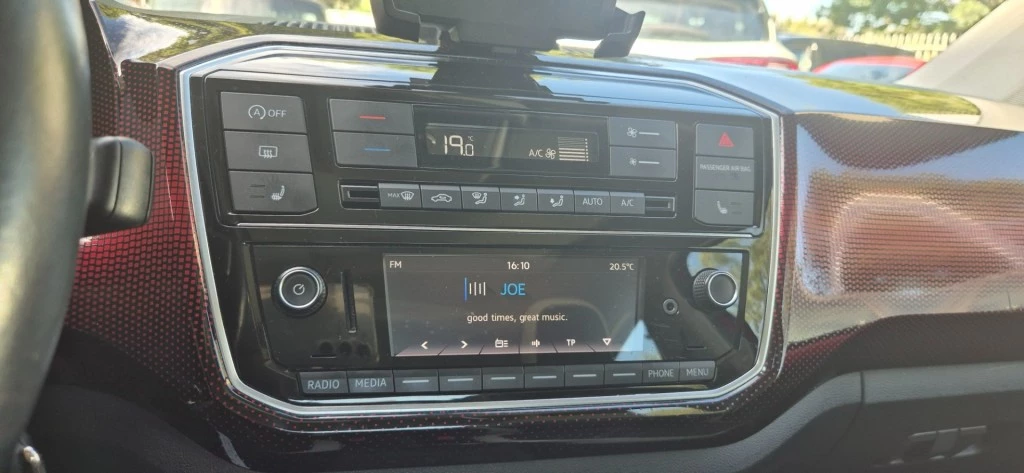 OFF
19.0 °C
A/C
PASSENGER AIR BAG
MAX
AUTO
A/C
FM 16:10 20.5°C
JOE
good times, great music.
< > TP
RADIO MEDIA PHONE MENU